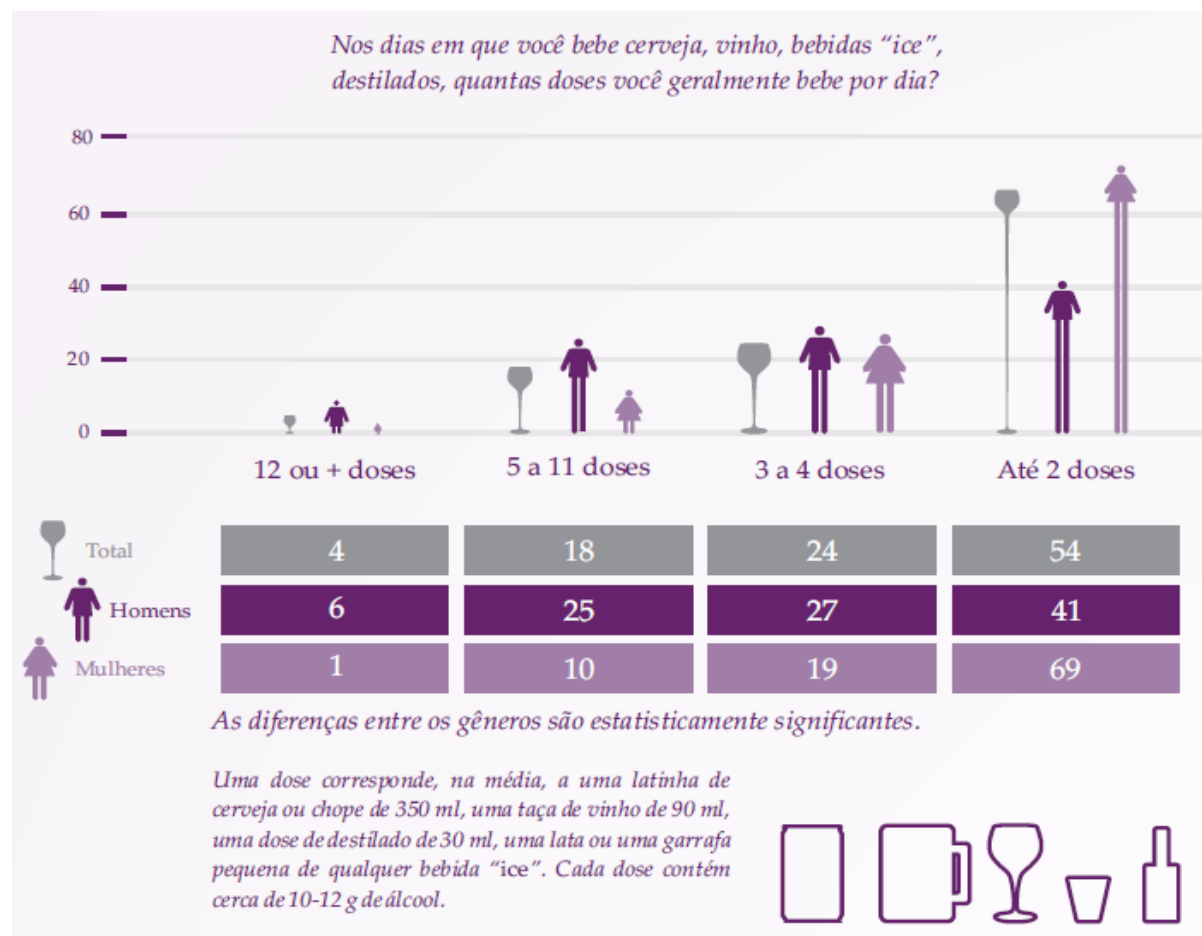 Nos dias em que você bebe cerveja, vinho, bebidas “ice”,
destilados, quantas doses você geralmente bebe por dia?
80
60
40
20
0
12 ou + doses
5 a 11 doses
3 a 4 doses
Até 2 doses
Total
4
18
24
54
Homens
6
25
27
41
Mulheres
1
10
19
69
As diferenças entre os gêneros são estatisticamente significantes.
Uma dose corresponde, na média, a uma latinha de
cerveja ou chope de 350 ml, uma taça de vinho de 90 ml,
uma dose de destilado de 30 ml, uma lata ou uma garrafa
pequena de qualquer bebida “ice”. Cada dose contém
cerca de 10-12 g de álcool.